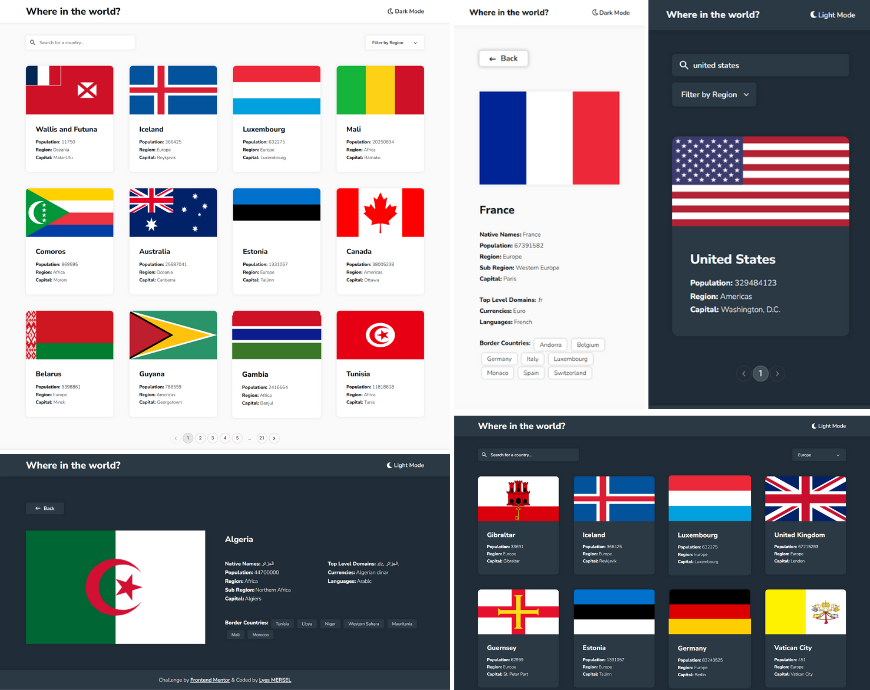 Where in the world?
Dark Mode
Search for a country...
Filter by Region
Wallis and Futuna
Population: 11750
Region: Oceania
Capital: Mata-Utu
Iceland
Population: 366425
Region: Europe
Capital: Reykjavik
Luxembourg
Population: 632275
Region: Europe
Capital: Luxembourg
Mali
Population: 20250834
Region: Africa
Capital: Bamako
Comoros
Population: 869595
Region: Africa
Capital: Moroni
Australia
Population: 25687041
Region: Oceania
Capital: Canberra
Estonia
Population: 1331057
Region: Europe
Capital: Tallinn
Canada
Population: 38005238
Region: Americas
Capital: Ottawa
Belarus
Population: 9398861
Region: Europe
Capital: Minsk
Guyana
Population: 786559
Region: Americas
Capital: Georgetown
Gambia
Population: 2416664
Region: Africa
Capital: Banjul
Tunisia
Population: 11818618
Region: Africa
Capital: Tunis
‹ 1 2 3 4 5 ... 21 ›
Where in the world?
Dark Mode
← Back
France
Native Names: France
Population: 67391582
Region: Europe
Sub Region: Western Europe
Capital: Paris
Top Level Domains: .fr
Currencies: Euro
Languages: French
Border Countries: Andorra Belgium
Germany Italy Luxembourg
Monaco Spain Switzerland
Where in the world?
Light Mode
united states
Filter by Region
United States
Population: 329484123
Region: Americas
Capital: Washington, D.C.
‹ 1 ›
Where in the world?
Light Mode
← Back
Algeria
Native Names: الجزائر
Population: 44700000
Region: Africa
Sub Region: Northern Africa
Capital: Algiers
Top Level Domains: .dz, الجزائر.
Currencies: Algerian dinar
Languages: Arabic
Border Countries: Tunisia Libya Niger Western Sahara Mauritania
Mali Morocco
Challenge by Frontend Mentor & Coded by Lyes MERSEL
Where in the world?
Light Mode
Search for a country...
Europe
Gibraltar
Population: 33691
Region: Europe
Capital: Gibraltar
Iceland
Population: 366425
Region: Europe
Capital: Reykjavik
Luxembourg
Population: 632275
Region: Europe
Capital: Luxembourg
United Kingdom
Population: 67215293
Region: Europe
Capital: London
Guernsey
Population: 62999
Region: Europe
Capital: St. Peter Port
Estonia
Population: 1331057
Region: Europe
Capital: Tallinn
Germany
Population: 83240525
Region: Europe
Capital: Berlin
Vatican City
Population: 451
Region: Europe
Capital: Vatican City